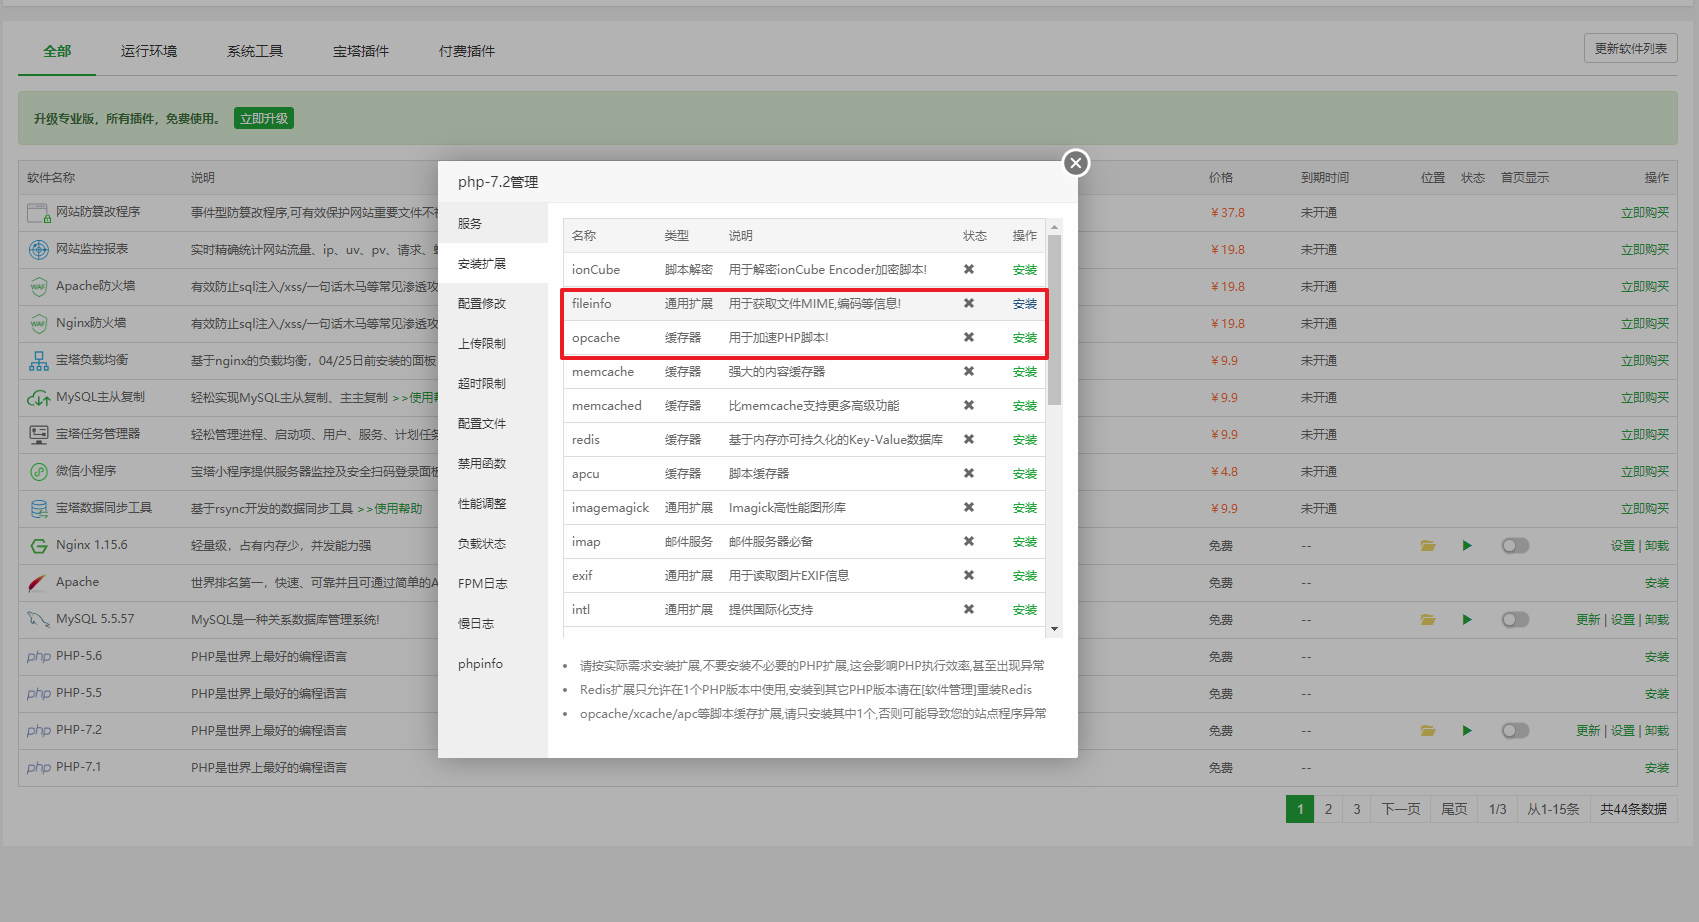 全部 运行环境 系统工具 宝塔插件 付费插件 更新软件列表
升级专业版，所有插件，免费使用。 立即升级
软件名称 说明 价格 到期时间 位置 状态 首页显示 操作
网站防篡改程序 事件型防篡改程序,可有效保护网站重要文件不 ￥37.8 未开通 立即购买
网站监控报表 实时精确统计网站流量、ip、uv、pv、请求、 ￥19.8 未开通 立即购买
Apache防火墙 有效防止sql注入/xss/一句话木马等常见渗透攻 ￥19.8 未开通 立即购买
Nginx防火墙 有效防止sql注入/xss/一句话木马等常见渗透攻 ￥19.8 未开通 立即购买
宝塔负载均衡 基于nginx的负载均衡，04/25日前安装的面板 ￥9.9 未开通 立即购买
MySQL主从复制 轻松实现MySQL主从复制、主主复制 >>使用 ￥9.9 未开通 立即购买
宝塔任务管理器 轻松管理进程、启动项、用户、服务、计划任务 ￥9.9 未开通 立即购买
微信小程序 宝塔小程序提供服务器监控及安全扫码登录面板 ￥4.8 未开通 立即购买
宝塔数据同步工具 基于rsync开发的数据同步工具 >>使用帮助 ￥9.9 未开通 立即购买
Nginx 1.15.6 轻量级，占有内存少，并发能力强 免费 -- 设置 | 卸载
Apache 世界排名第一，快速、可靠并且可通过简单的A 免费 -- 安装
MySQL 5.5.57 MySQL是一种关系数据库管理系统! 免费 -- 更新 | 设置 | 卸载
php PHP-5.6 PHP是世界上最好的编程语言 免费 -- 安装
php PHP-5.5 PHP是世界上最好的编程语言 免费 -- 安装
php PHP-7.2 PHP是世界上最好的编程语言 免费 -- 更新 | 设置 | 卸载
php PHP-7.1 PHP是世界上最好的编程语言 免费 -- 安装
1 2 3 下一页 尾页 1/3 从1-15条 共44条数据
php-7.2管理
服务
安装扩展
配置修改
上传限制
超时限制
配置文件
禁用函数
性能调整
负载状态
FPM日志
慢日志
phpinfo
名称 类型 说明 状态 操作
ionCube 脚本解密 用于解密ionCube Encoder加密脚本! 安装
fileinfo 通用扩展 用于获取文件MIME,编码等信息! 安装
opcache 缓存器 用于加速PHP脚本! 安装
memcache 缓存器 强大的内容缓存器 安装
memcached 缓存器 比memcache支持更多高级功能 安装
redis 缓存器 基于内存亦可持久化的Key-Value数据库 安装
apcu 缓存器 脚本缓存器 安装
imagemagick 通用扩展 Imagick高性能图形库 安装
imap 邮件服务 邮件服务器必备 安装
exif 通用扩展 用于读取图片EXIF信息 安装
intl 通用扩展 提供国际化支持 安装
请按实际需求安装扩展,不要安装不必要的PHP扩展,这会影响PHP执行效率,甚至出现异常
Redis扩展只允许在1个PHP版本中使用,安装到其它PHP版本请在[软件管理]重装Redis
opcache/xcache/apc等脚本缓存扩展,请只安装其中1个,否则可能导致您的站点程序异常